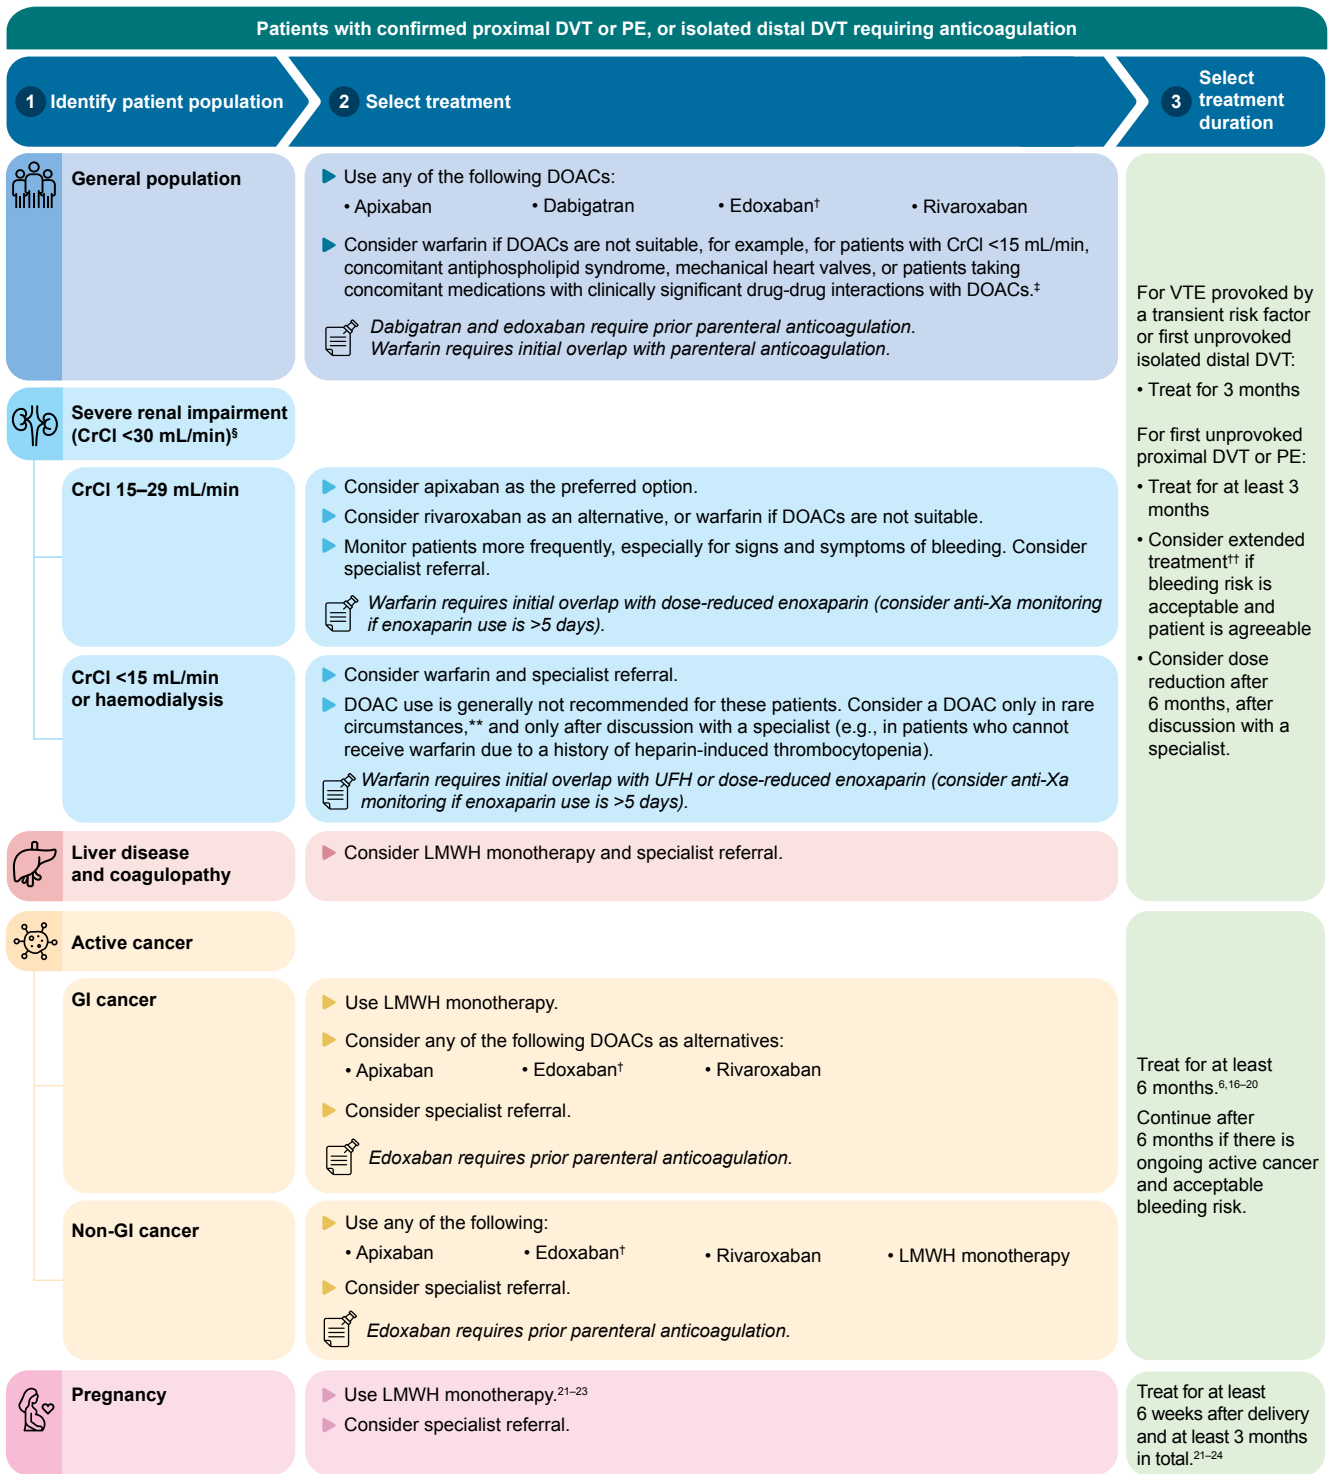 Patients with confirmed proximal DVT or PE, or isolated distal DVT requiring anticoagulation
1 Identify patient population
2 Select treatment
3 Select
treatment
duration
General population
Use any of the following DOACs:
• Apixaban • Dabigatran • Edoxaban† • Rivaroxaban
Consider warfarin if DOACs are not suitable, for example, for patients with CrCl <15 mL/min,
concomitant antiphospholipid syndrome, mechanical heart valves, or patients taking
concomitant medications with clinically significant drug-drug interactions with DOACs.‡
Dabigatran and edoxaban require prior parenteral anticoagulation.
Warfarin requires initial overlap with parenteral anticoagulation.
Severe renal impairment
(CrCl <30 mL/min)§
CrCl 15–29 mL/min
Consider apixaban as the preferred option.
Consider rivaroxaban as an alternative, or warfarin if DOACs are not suitable.
Monitor patients more frequently, especially for signs and symptoms of bleeding. Consider
specialist referral.
Warfarin requires initial overlap with dose-reduced enoxaparin (consider anti-Xa monitoring
if enoxaparin use is >5 days).
CrCl <15 mL/min
or haemodialysis
Consider warfarin and specialist referral.
DOAC use is generally not recommended for these patients. Consider a DOAC only in rare
circumstances,** and only after discussion with a specialist (e.g., in patients who cannot
receive warfarin due to a history of heparin-induced thrombocytopenia).
Warfarin requires initial overlap with UFH or dose-reduced enoxaparin (consider anti-Xa
monitoring if enoxaparin use is >5 days).
Liver disease
and coagulopathy
Consider LMWH monotherapy and specialist referral.
For VTE provoked by
a transient risk factor
or first unprovoked
isolated distal DVT:
• Treat for 3 months
For first unprovoked
proximal DVT or PE:
• Treat for at least 3
months
• Consider extended
treatment†† if
bleeding risk is
acceptable and
patient is agreeable
• Consider dose
reduction after
6 months, after
discussion with a
specialist.
Active cancer
GI cancer
Use LMWH monotherapy.
Consider any of the following DOACs as alternatives:
• Apixaban • Edoxaban† • Rivaroxaban
Consider specialist referral.
Edoxaban requires prior parenteral anticoagulation.
Non-GI cancer
Use any of the following:
• Apixaban • Edoxaban† • Rivaroxaban • LMWH monotherapy
Consider specialist referral.
Edoxaban requires prior parenteral anticoagulation.
Treat for at least
6 months.6,16–20
Continue after
6 months if there is
ongoing active cancer
and acceptable
bleeding risk.
Pregnancy
Use LMWH monotherapy.21–23
Consider specialist referral.
Treat for at least
6 weeks after delivery
and at least 3 months
in total.21–24